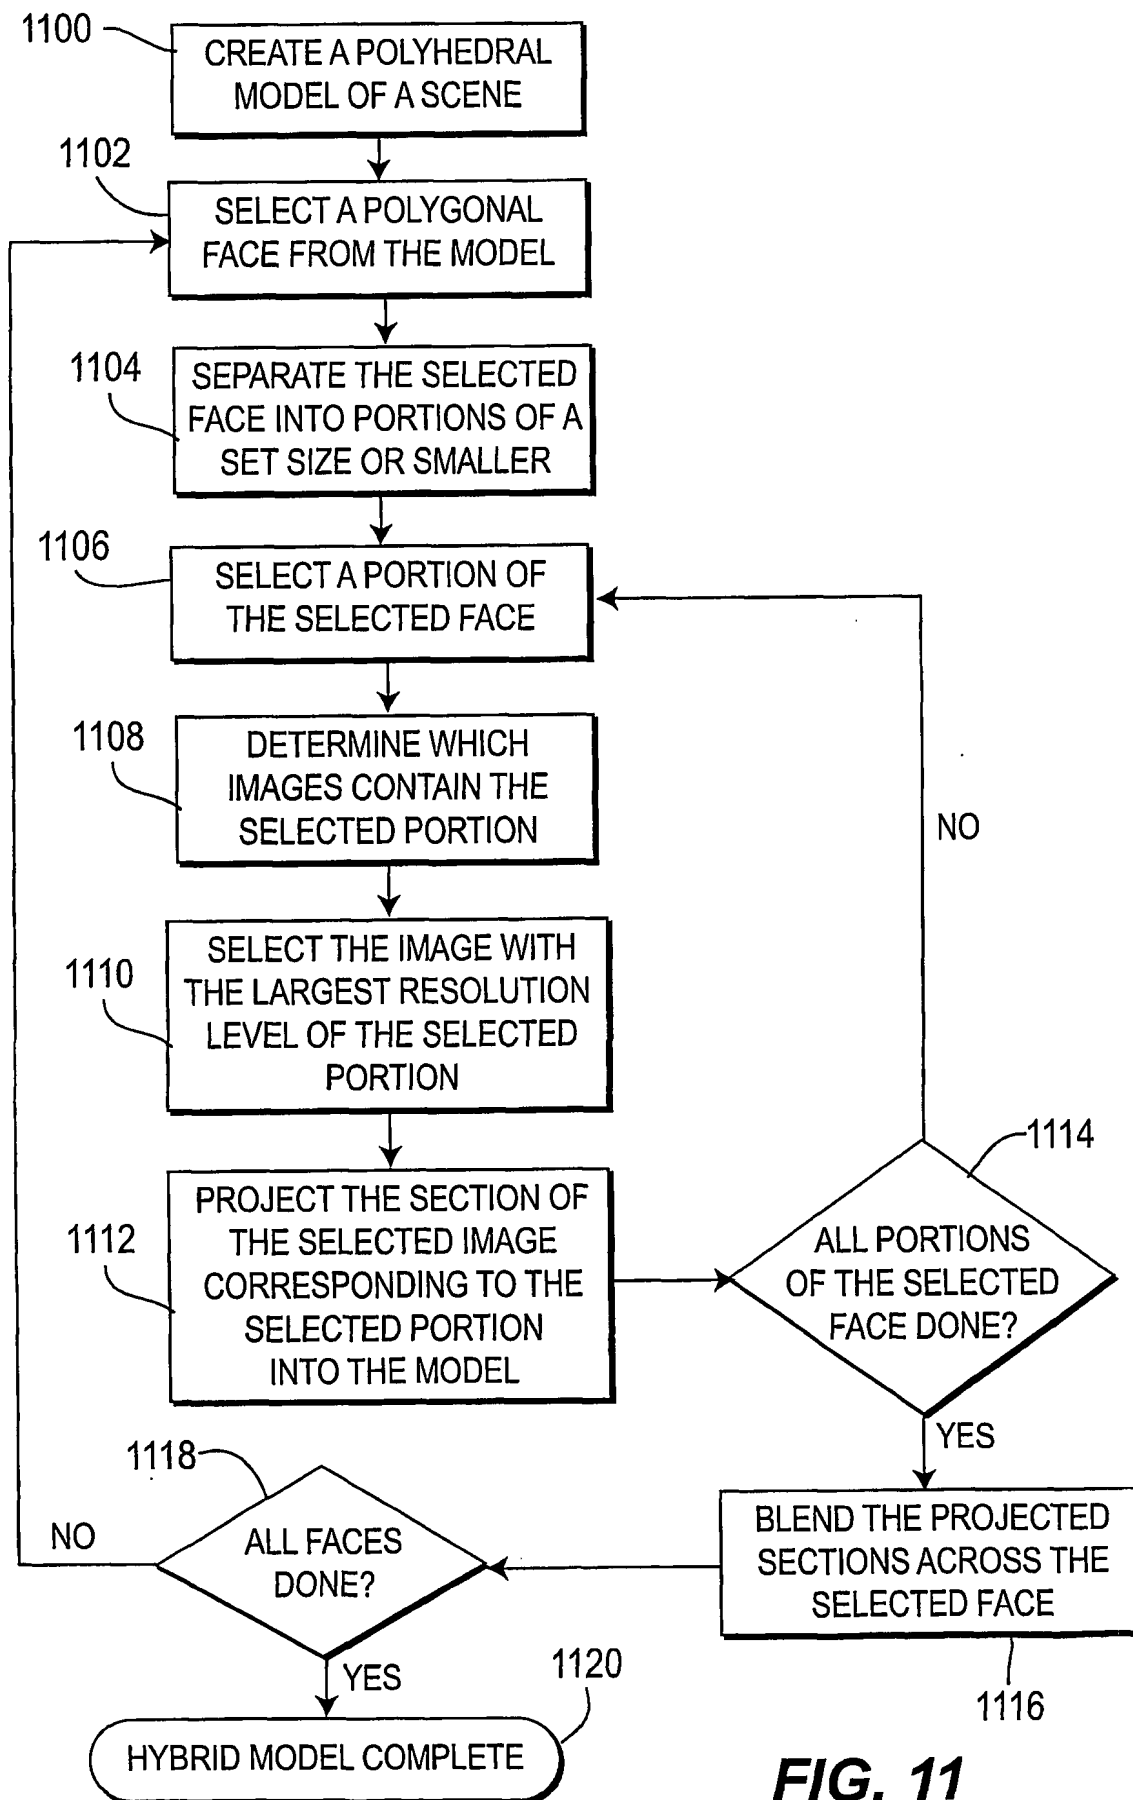 1100
CREATE A POLYHEDRAL
MODEL OF A SCENE
1102
SELECT A POLYGONAL
FACE FROM THE MODEL
1104
SEPARATE THE SELECTED
FACE INTO PORTIONS OF A
SET SIZE OR SMALLER
1106
SELECT A PORTION OF
THE SELECTED FACE
1108
DETERMINE WHICH
IMAGES CONTAIN THE
SELECTED PORTION
NO
1110
SELECT THE IMAGE WITH
THE LARGEST RESOLUTION
LEVEL OF THE SELECTED
PORTION
1112
PROJECT THE SECTION OF
THE SELECTED IMAGE
CORRESPONDING TO THE
SELECTED PORTION
INTO THE MODEL
1114
ALL PORTIONS
OF THE SELECTED
FACE DONE?
YES
BLEND THE PROJECTED
SECTIONS ACROSS THE
SELECTED FACE
1116
1118
ALL FACES
DONE?
NO
YES
1120
HYBRID MODEL COMPLETE
FIG. 11